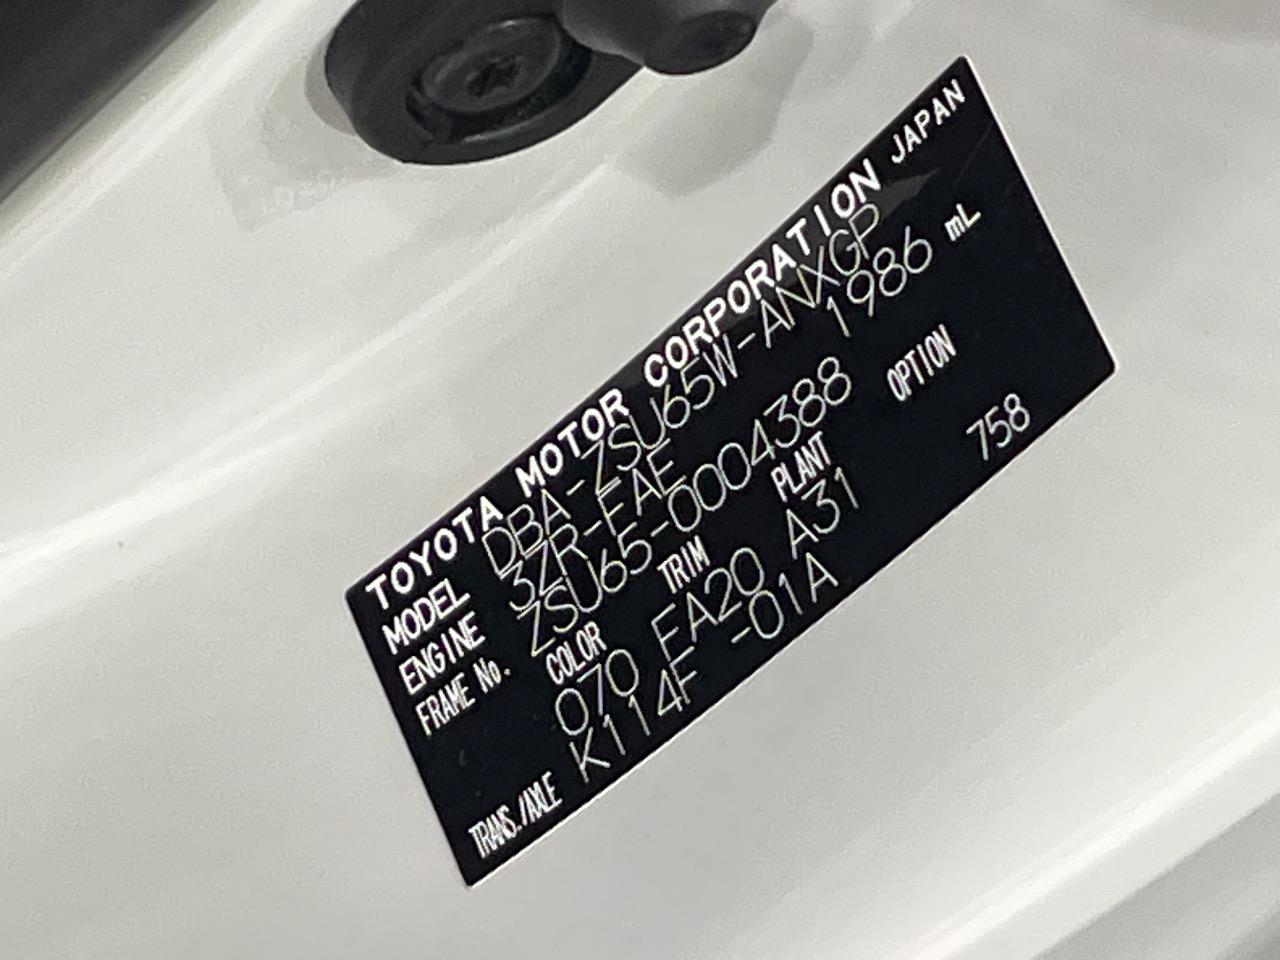 TOYOTA MOTOR CORPORATION JAPAN
MODEL DBA-ZSU65W-ANXGP
ENGINE 3ZR-FAE 1986 mL
FRAME No. ZSU65-0004388
COLOR TRIM PLANT OPTION
070 FA20 A31 758
TRANS./AXLE K114F -01A